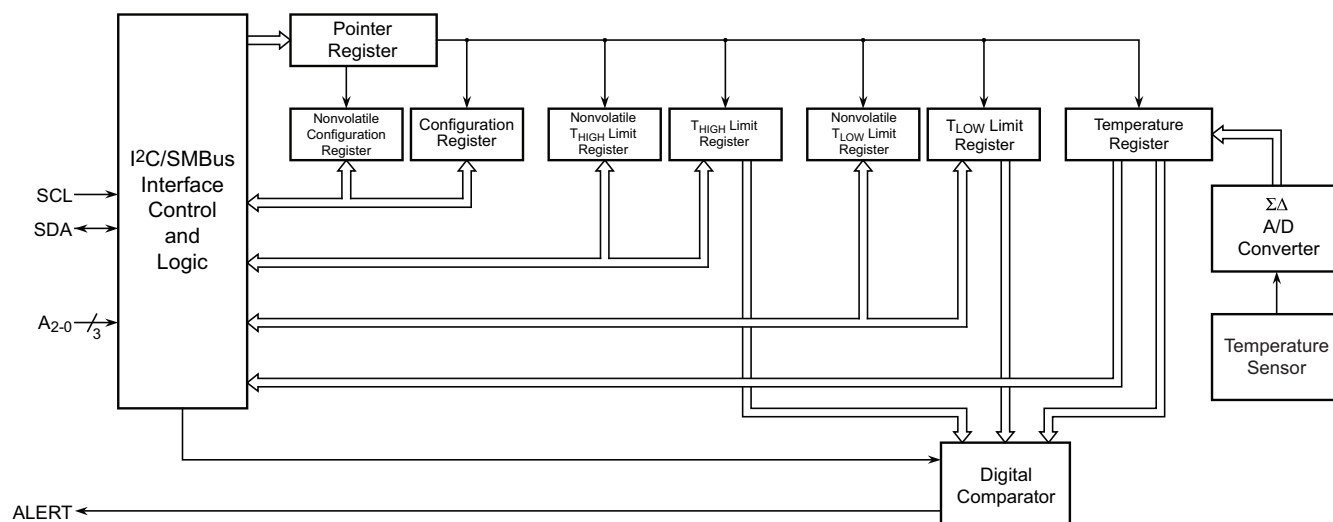 Pointer
Register
Nonvolatile
Configuration
Register
Configuration
Register
Nonvolatile
THIGH Limit
Register
THIGH Limit
Register
Nonvolatile
TLOW Limit
Register
TLOW Limit
Register
Temperature
Register
I²C/SMBus
Interface
Control
and
Logic
SCL
SDA
A2-0
3
ΣΔ
A/D
Converter
Temperature
Sensor
Digital
Comparator
ALERT